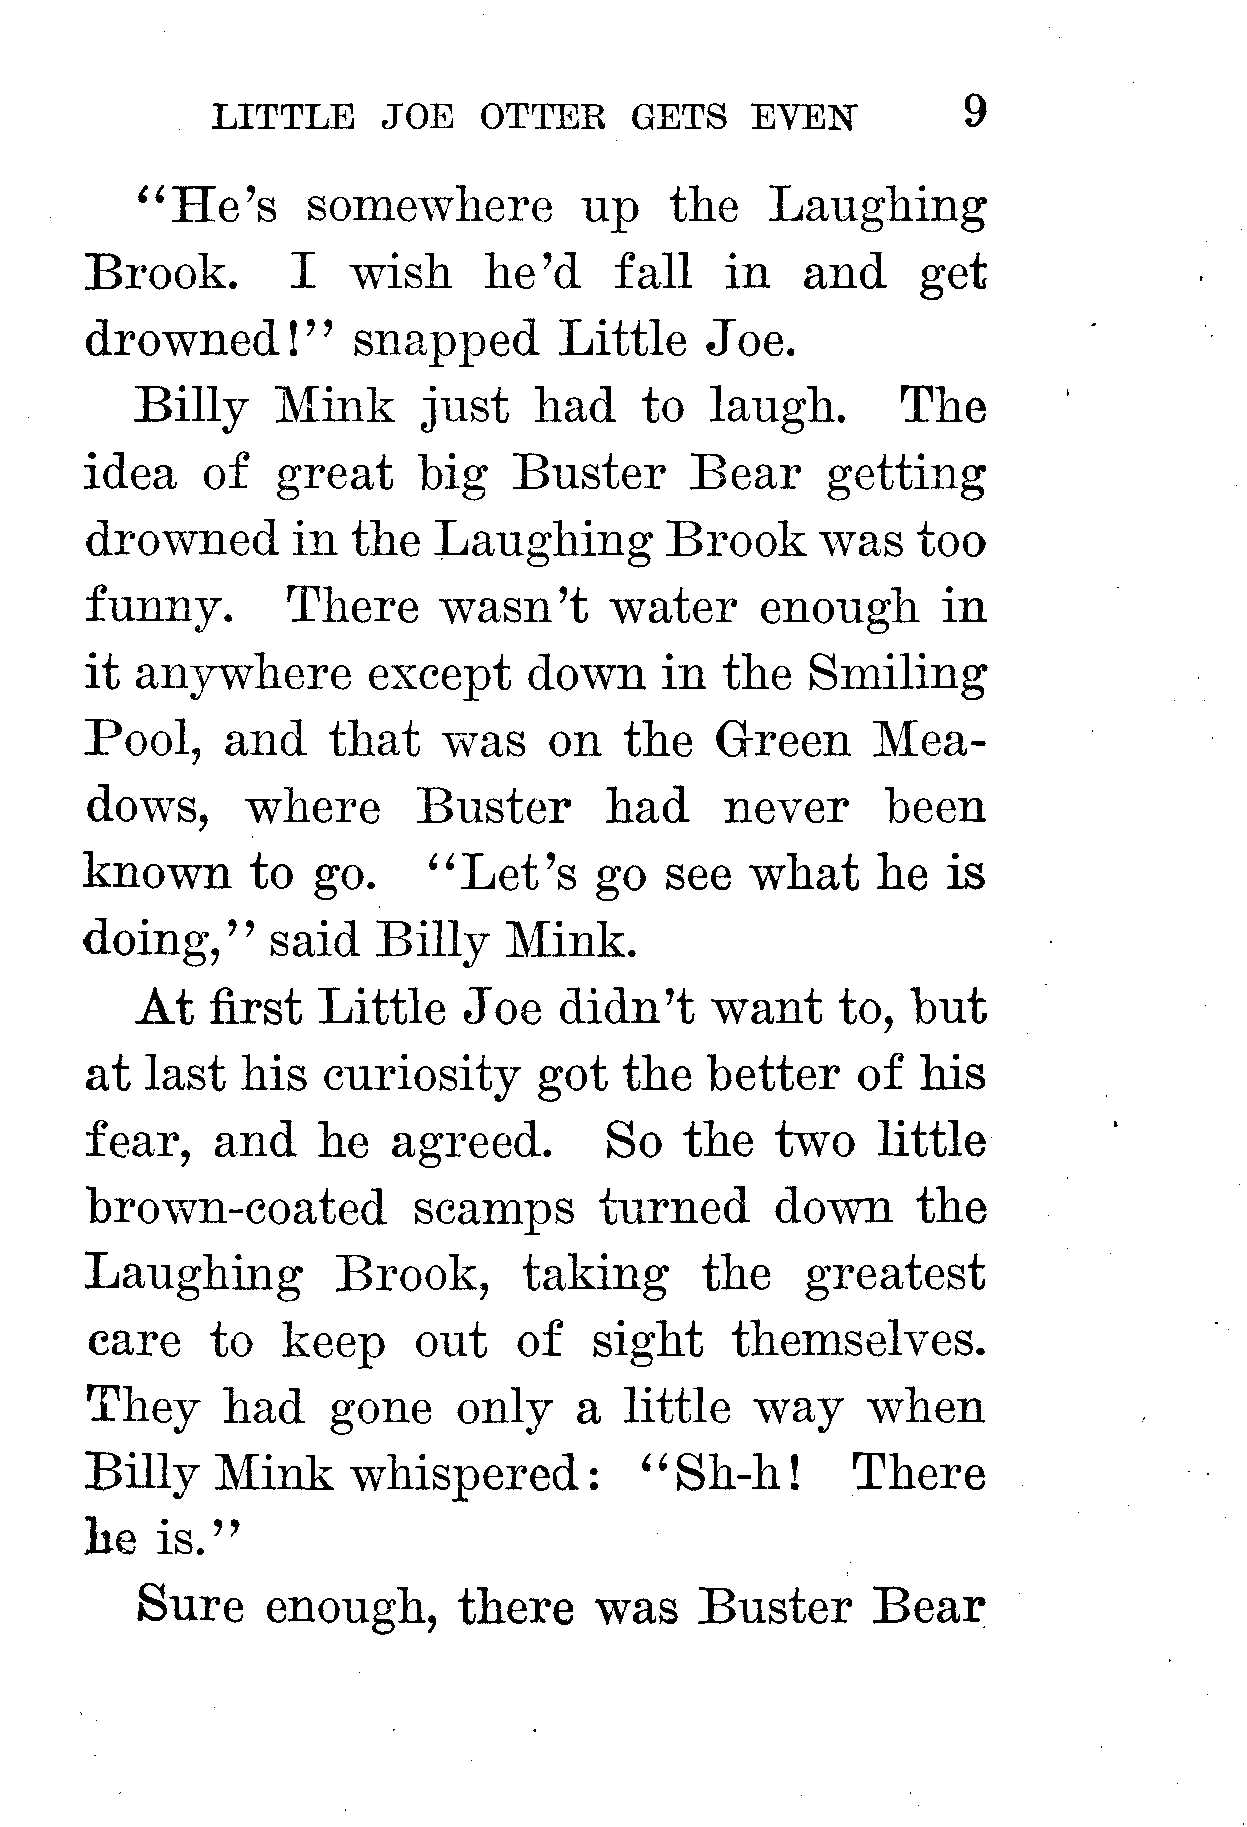 LITTLE JOE OTTER GETS EVEN 9
“He’s somewhere up the Laughing
Brook. I wish he’d fall in and get
drowned!” snapped Little Joe.
Billy Mink just had to laugh. The
idea of great big Buster Bear getting
drowned in the Laughing Brook was too
funny. There wasn’t water enough in
it anywhere except down in the Smiling
Pool, and that was on the Green Mea-
dows, where Buster had never been
known to go. “Let’s go see what he is
doing,” said Billy Mink.
At first Little Joe didn’t want to, but
at last his curiosity got the better of his
fear, and he agreed. So the two little
brown-coated scamps turned down the
Laughing Brook, taking the greatest
care to keep out of sight themselves.
They had gone only a little way when
Billy Mink whispered: “Sh-h! There
he is.”
Sure enough, there was Buster Bear